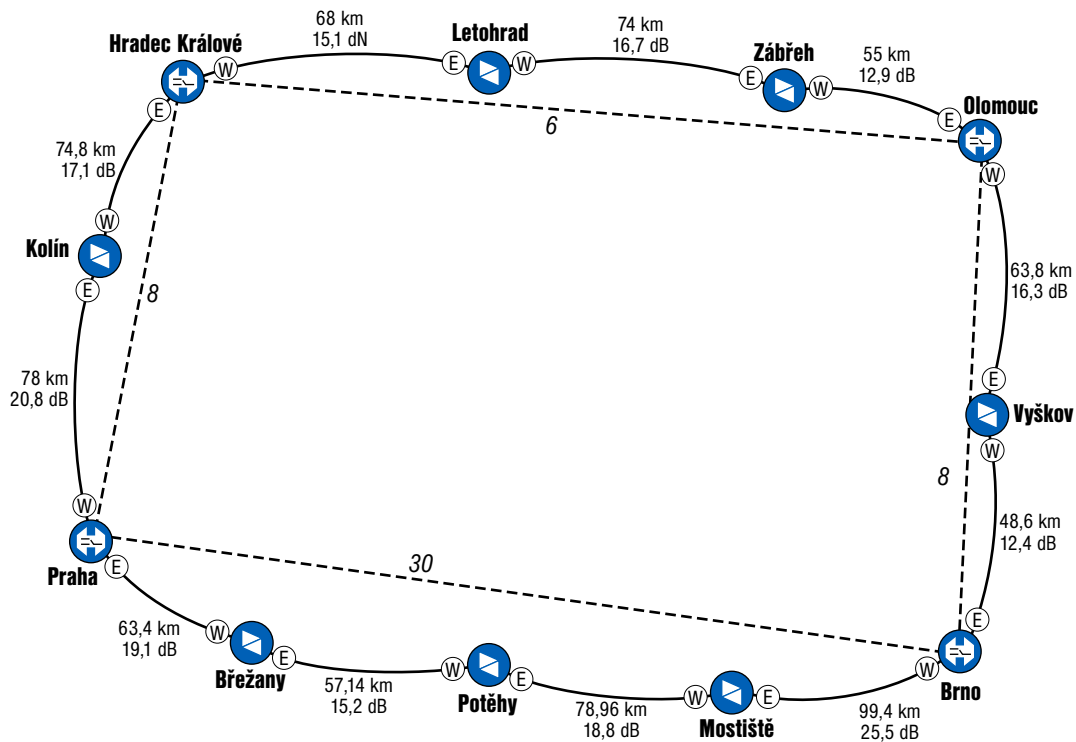 68 km
15,1 dN
Letohrad
74 km
16,7 dB
Zábřeh
55 km
12,9 dB
Hradec Králové
Olomouc
W
E
W
E
W
E
E
W
6
74,8 km
17,1 dB
W
Kolín
E
8
63,8 km
16,3 dB
E
Vyškov
W
78 km
20,8 dB
8
48,6 km
12,4 dB
W
Praha
E
30
E
Brno
W
63,4 km
19,1 dB
W
Břežany
E
57,14 km
15,2 dB
W
Potěhy
E
78,96 km
18,8 dB
W
Mostiště
E
99,4 km
25,5 dB